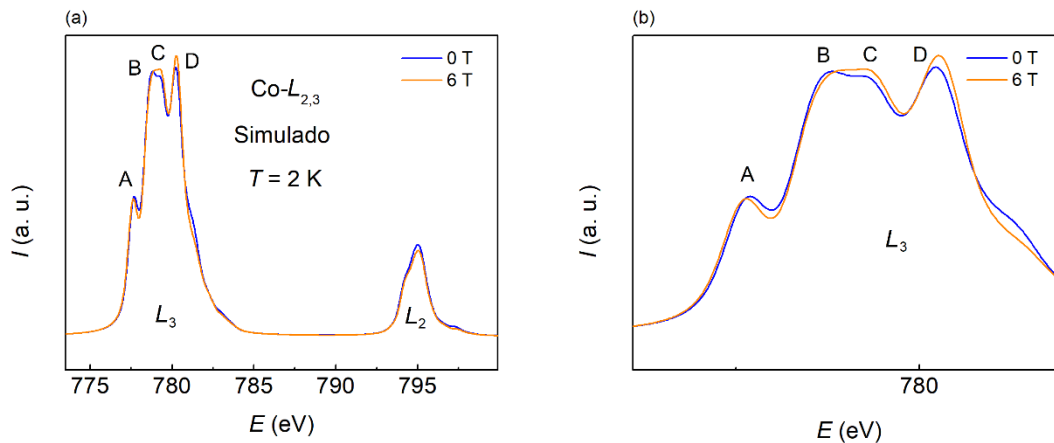 (a)
B
C
D
A
0 T
6 T
Co-L2,3
Simulado
T = 2 K
L3
L2
I (a. u.)
775
780
785
790
795
E (eV)
(b)
B
C
D
A
0 T
6 T
L3
I (a. u.)
780
E (eV)